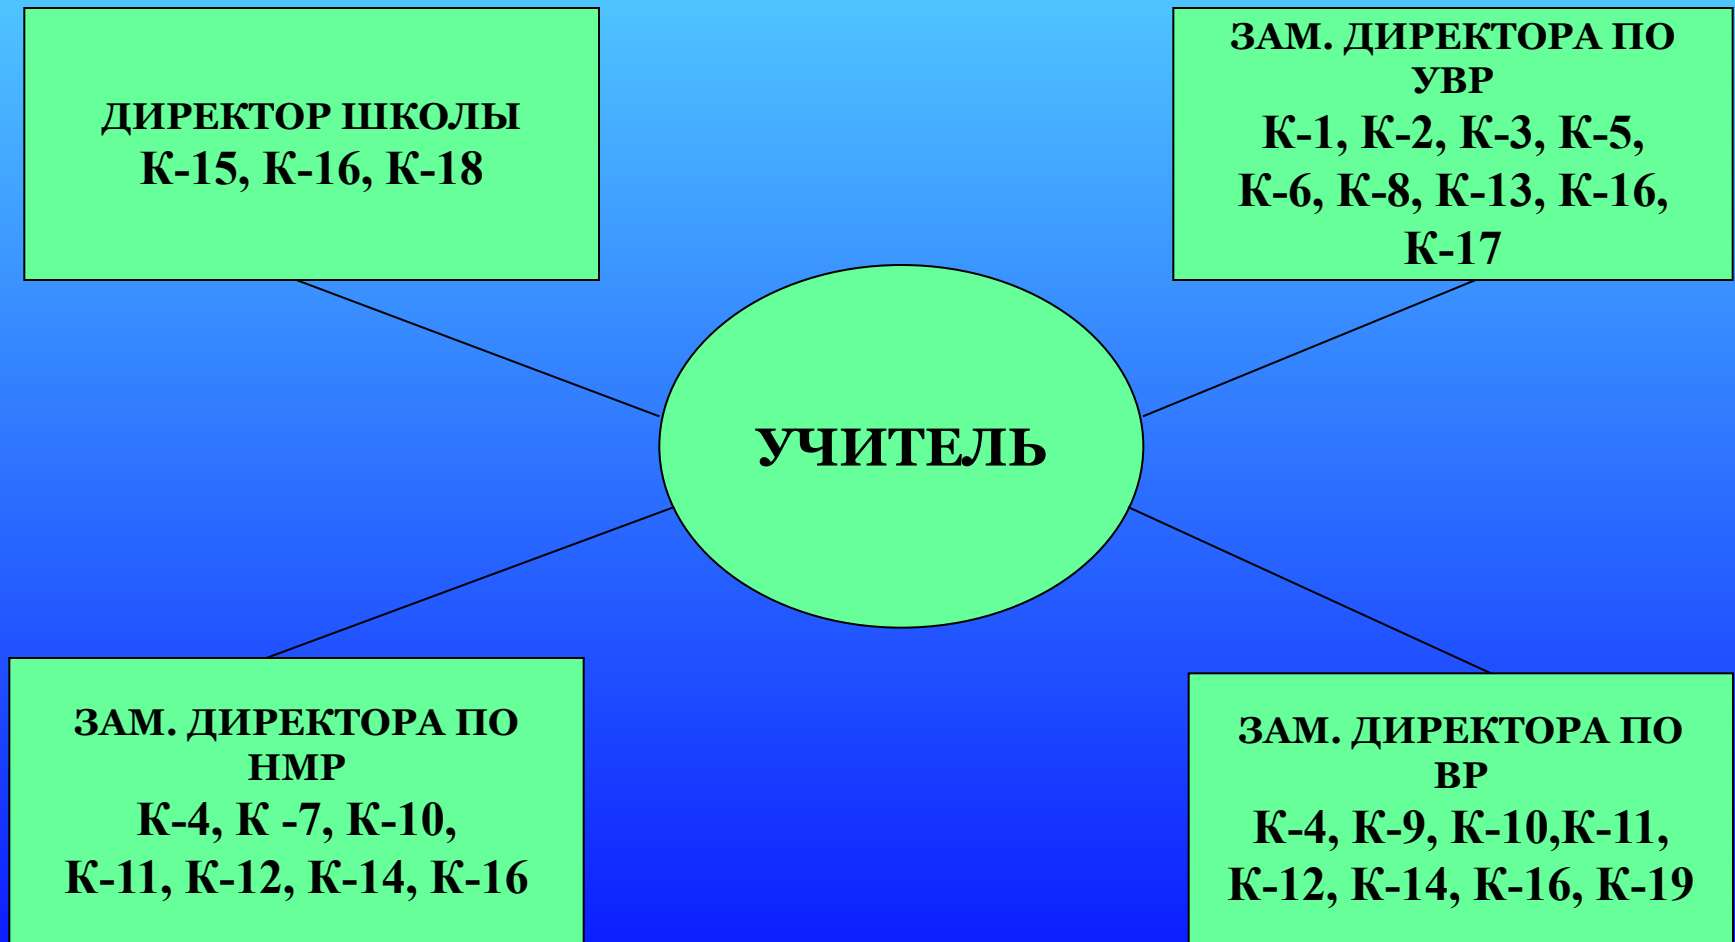 ДИРЕКТОР ШКОЛЫ
К-15, К-16, К-18
ЗАМ. ДИРЕКТОРА ПО
УВР
К-1, К-2, К-3, К-5,
К-6, К-8, К-13, К-16,
К-17
УЧИТЕЛЬ
ЗАМ. ДИРЕКТОРА ПО
НМР
К-4, К -7, К-10,
К-11, К-12, К-14, К-16
ЗАМ. ДИРЕКТОРА ПО
ВР
К-4, К-9, К-10,К-11,
К-12, К-14, К-16, К-19